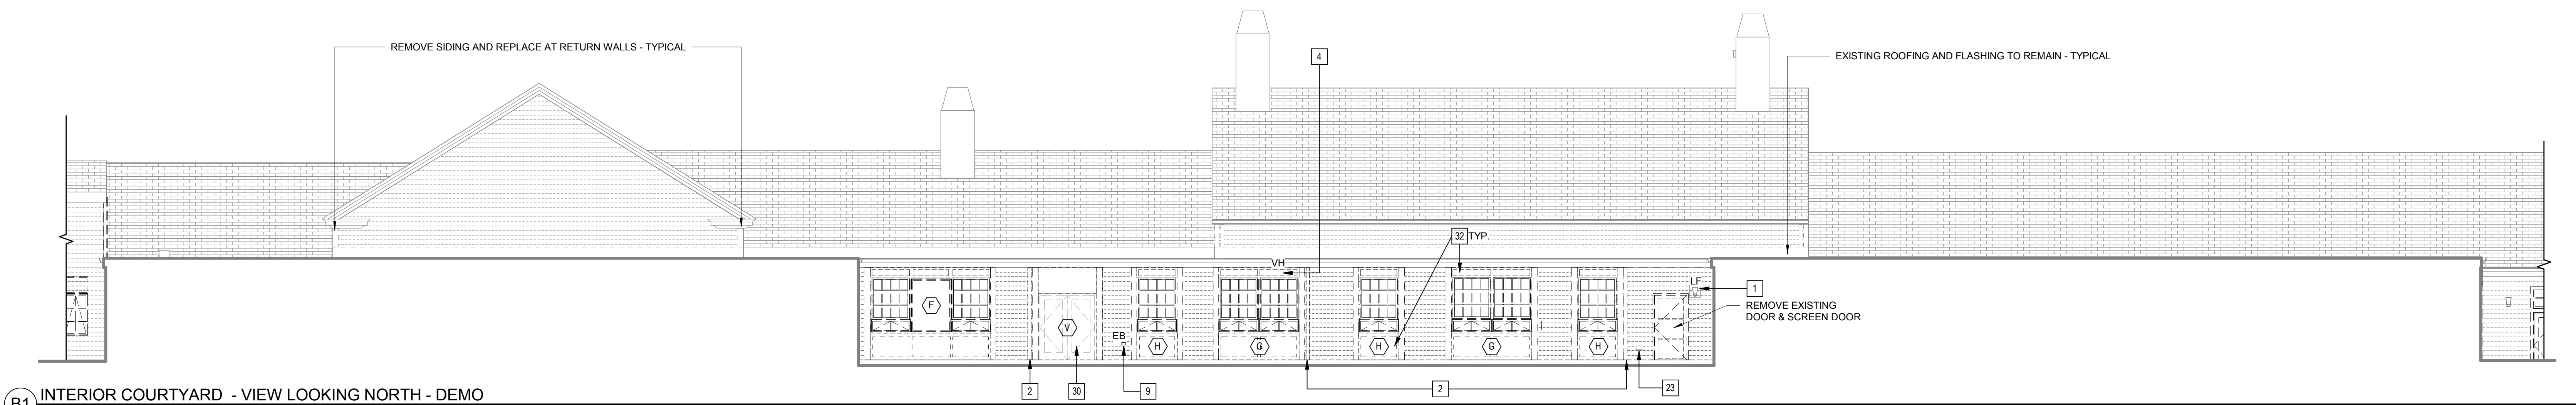 REMOVE SIDING AND REPLACE AT RETURN WALLS - TYPICAL
4
EXISTING ROOFING AND FLASHING TO REMAIN - TYPICAL
32 TYP.
VH
LF
1
REMOVE EXISTING
DOOR & SCREEN DOOR
F
V
EB
H
G
H
G
H
2
30
9
2
23
B1
INTERIOR COURTYARD - VIEW LOOKING NORTH - DEMO